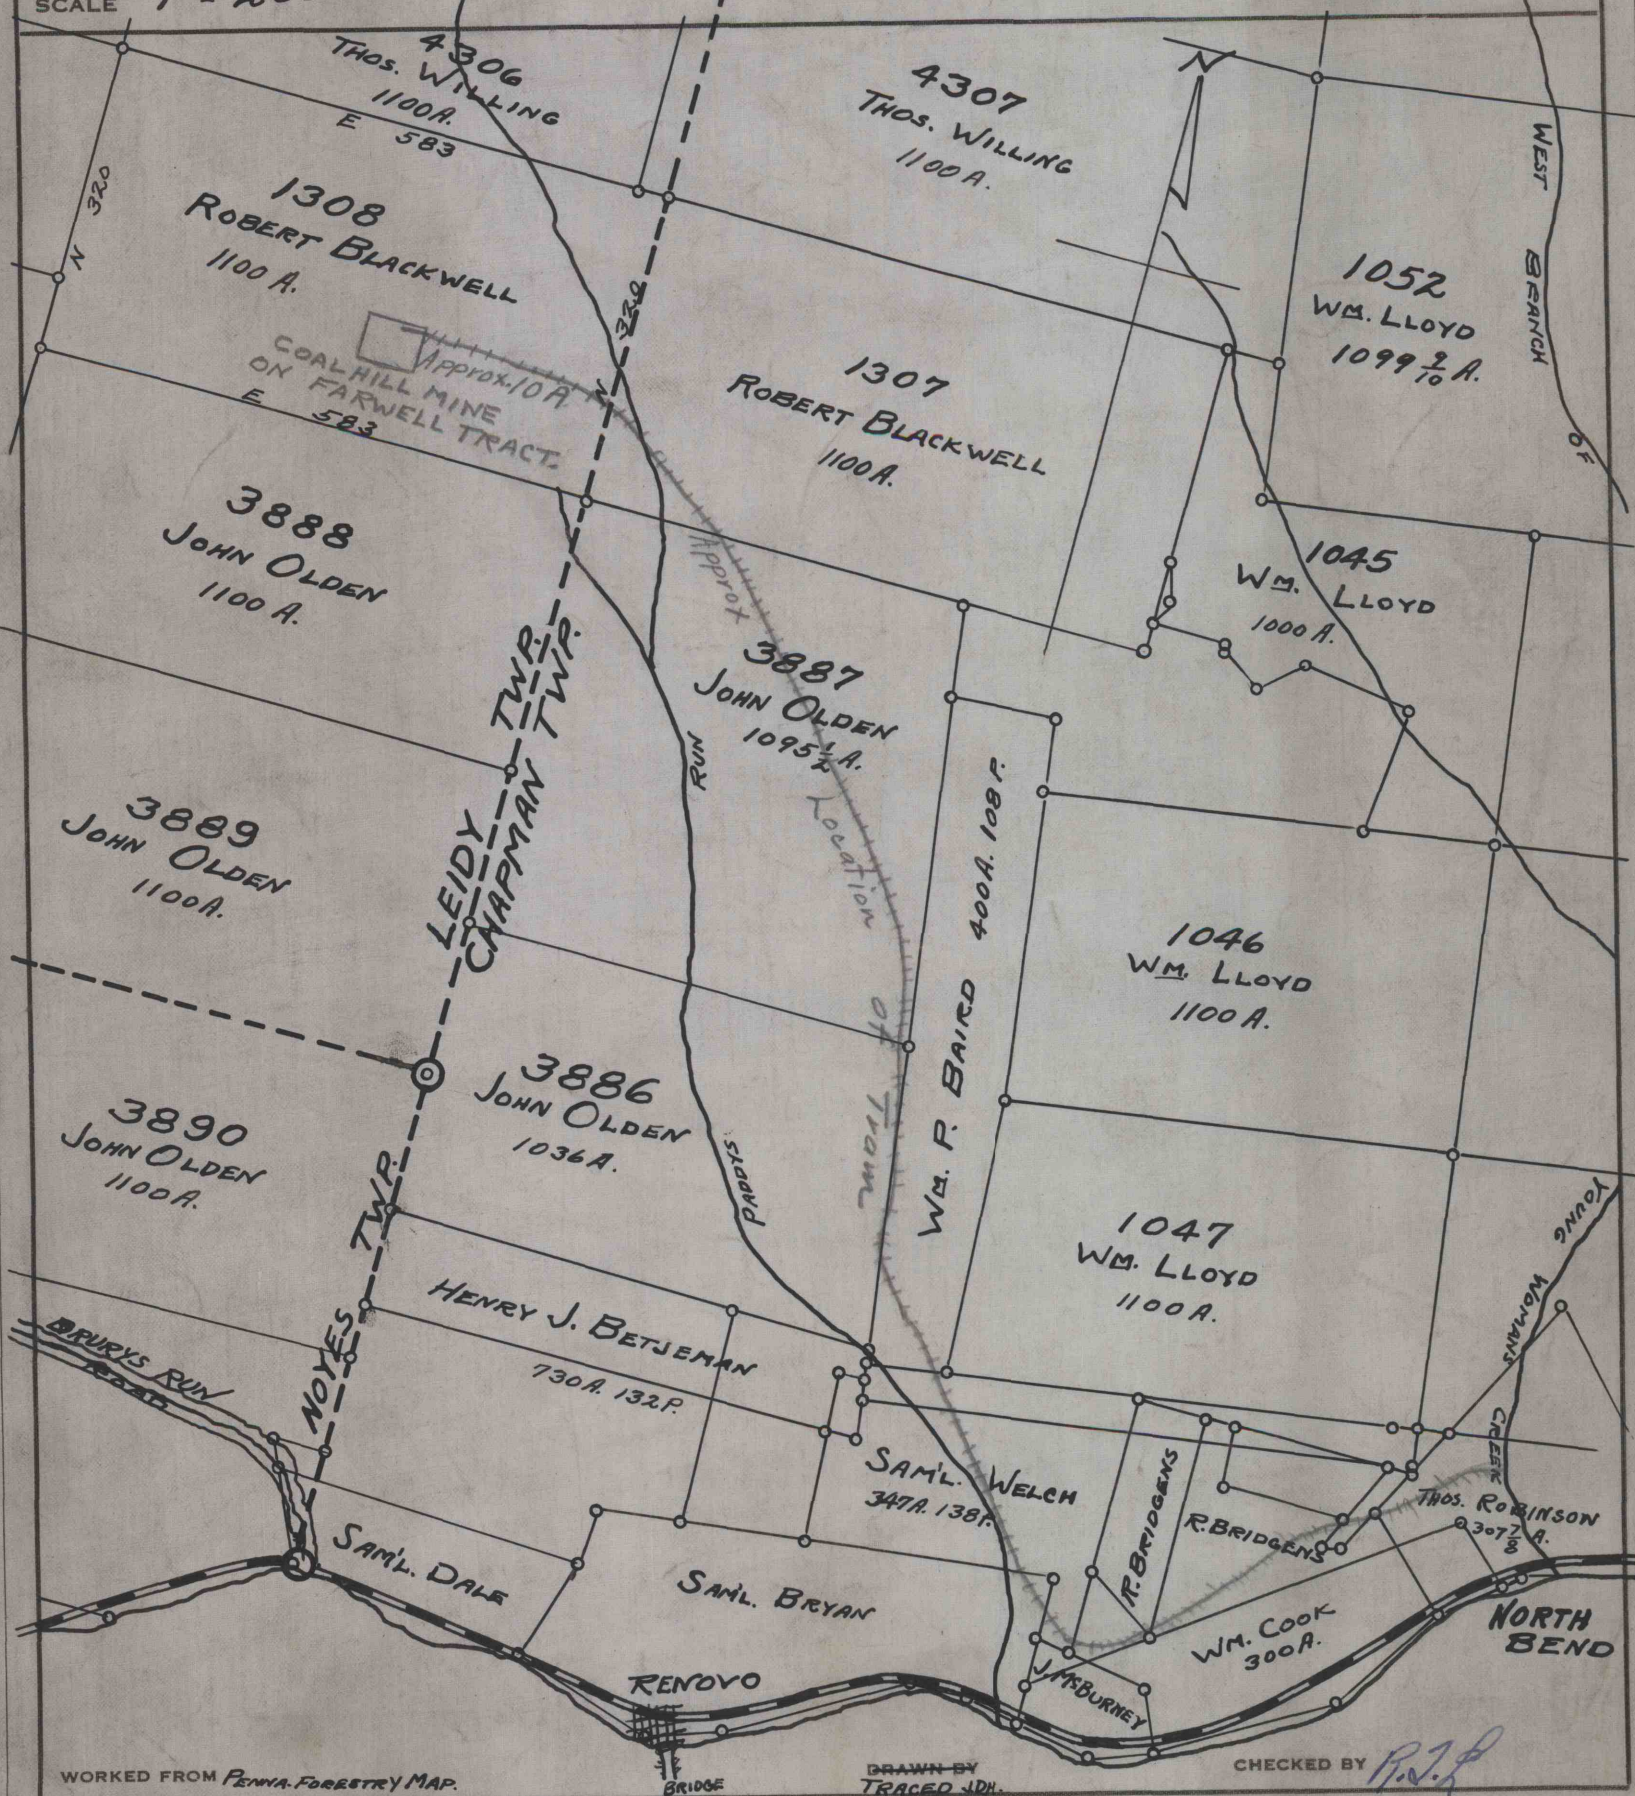 SCALE
4306
THOS. WILLING
1100A.
E 583
4307
THOS. WILLING
1100 A.
N
WEST BRANCH OF
N 320
1308
ROBERT BLACKWELL
1100 A.
N 320
1052
WM. LLOYD
1099 9/10 A.
Approx. 10 A
COAL HILL MINE
ON FARWELL TRACT.
E 583
1307
ROBERT BLACKWELL
1100A.
3888
JOHN OLDEN
1100 A.
1045
WM. LLOYD
1000 A.
Approx Location of Tram
3887
JOHN OLDEN
1095 1/2 A.
LEIDY TWP.
CHAPMAN TWP.
PADDYS RUN
3889
JOHN OLDEN
1100A.
WM. P. BAIRD 400A. 108 P.
1046
WM. LLOYD
1100 A.
3886
JOHN OLDEN
1036A.
3890
JOHN OLDEN
1100A.
NOYES TWP.
1047
WM. LLOYD
1100A.
YOUNG WOMANS CREEK
HENRY J. BETJEMAN
730A. 132P.
DRURYS RUN
ROAD
SAM'L. WELCH
347A. 138P.
R. BRIDGENS
R. BRIDGENS
THOS. ROBINSON
307 7/8 A.
SAM'L. DALE
SAM'L. BRYAN
WM. COOK
300A.
NORTH
BEND
J. McBURNEY
RENOVO
BRIDGE
WORKED FROM PENNA. FORESTRY MAP.
DRAWN BY
TRACED J.D.H.
CHECKED BY R.J.L